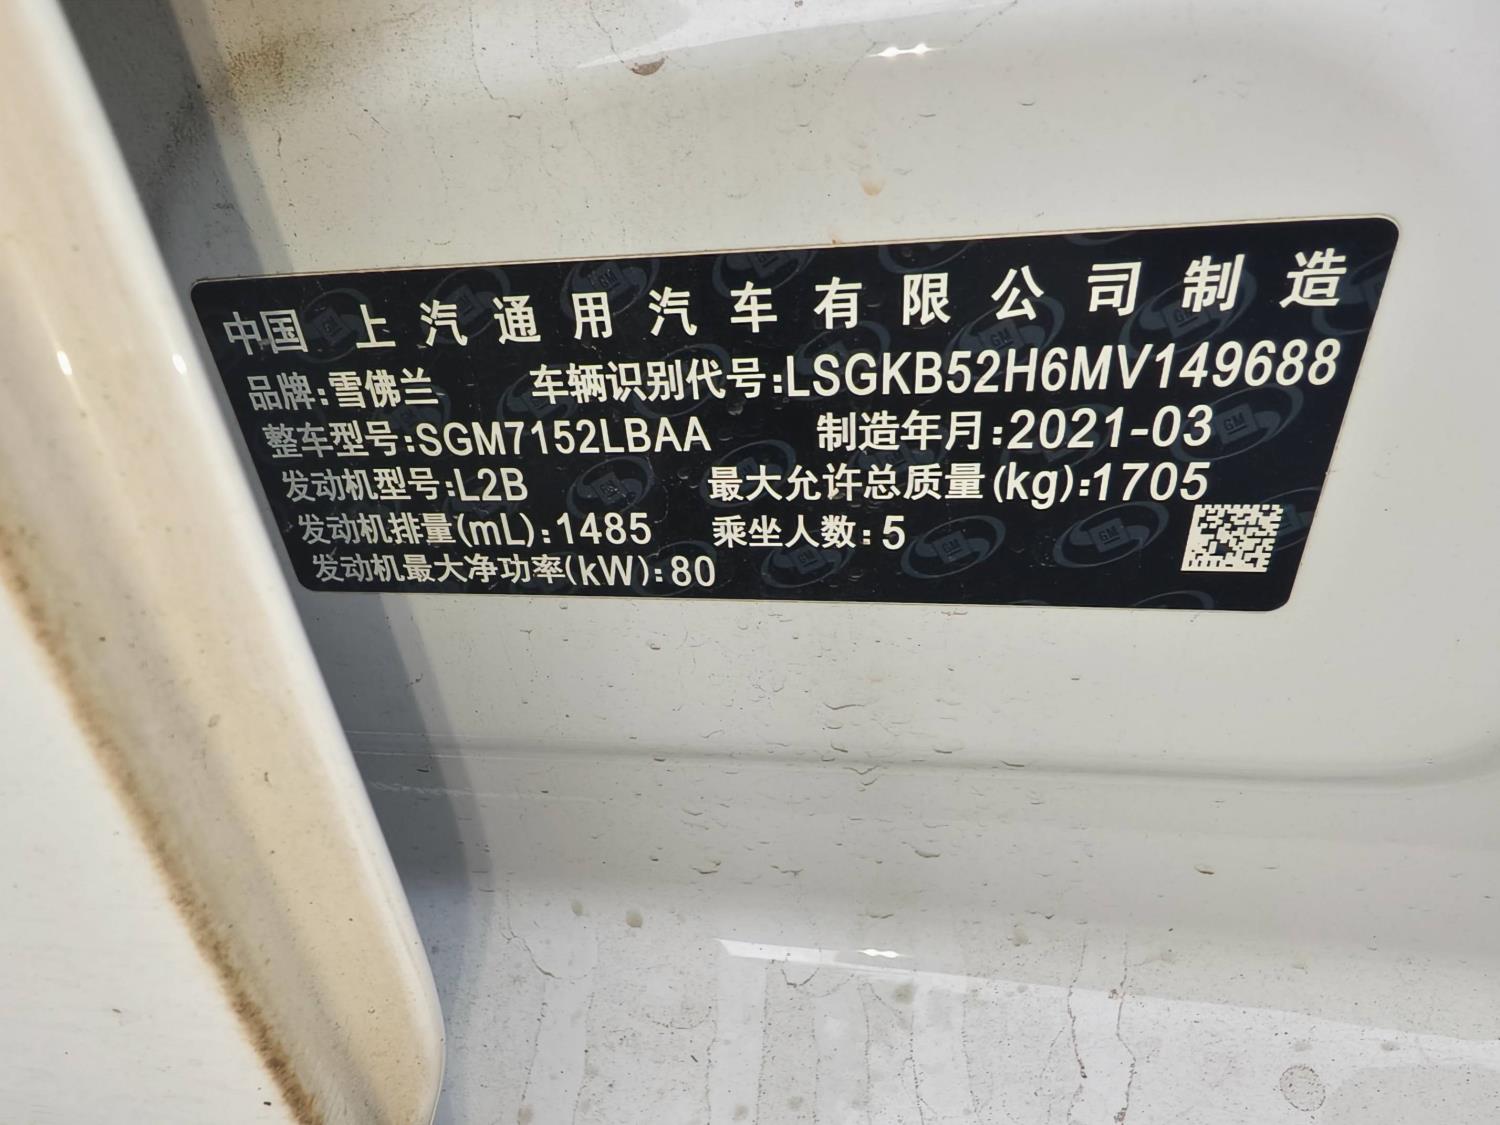 中国 上汽通用汽车有限公司制造
品牌:雪佛兰 车辆识别代号:LSGKB52H6MV149688
整车型号:SGM7152LBAA 制造年月:2021-03
发动机型号:L2B 最大允许总质量(kg):1705
发动机排量(mL):1485 乘坐人数:5
发动机最大净功率(kW):80